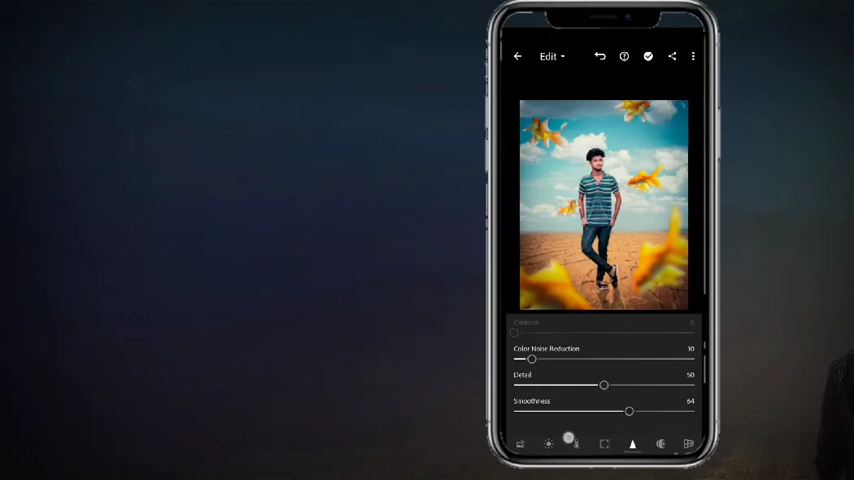 Edit
Contrast 0
Color Noise Reduction 10
Detail 50
Smoothness 64